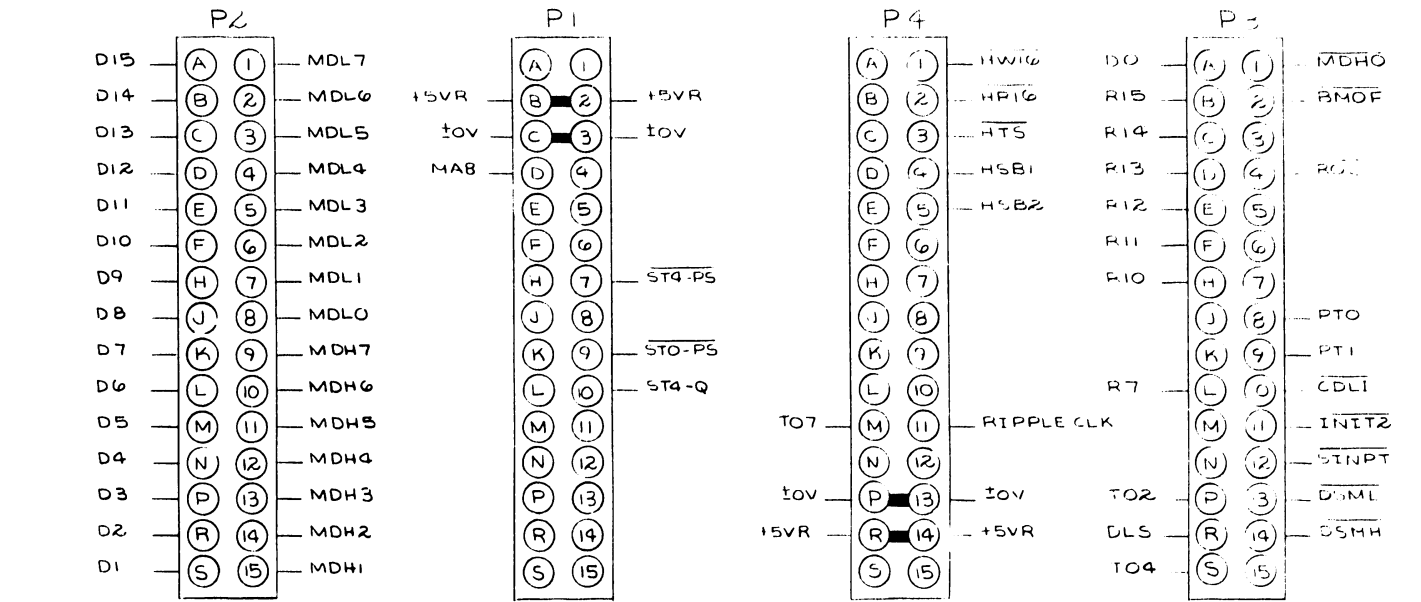 P2 P1 P4 P3
D15 A 1 MDL7 A 1 A 1 HW16 D0 A 1 MDH0
D14 B 2 MDL6 +5VR B 2 +5VR B 2 HR16 R15 B 2 BMOF
D13 C 3 MDL5 ±0V C 3 ±0V C 3 HTS R14 C 3
D12 D 4 MDL4 MA8 D 4 D 4 HSB1 R13 D 4
D11 E 5 MDL3 E 5 E 5 HSB2 R12 E 5
D10 F 6 MDL2 F 6 F 6 R11 F 6
D9 H 7 MDL1 H 7 ST4-PS H 7 R10 H 7
D8 J 8 MDL0 J 8 J 8 J 8 PT0
D7 K 9 MDH7 K 9 ST0-PS K 9 K 9 PT1
D6 L 10 MDH6 L 10 ST4-Q L 10 R7 L 10 CDLI
D5 M 11 MDH5 M 11 TO7 M 11 RIPPLE CLK M 11 INIT2
D4 N 12 MDH4 N 12 N 12 N 12 SINPT
D3 P 13 MDH3 P 13 ±0V P 13 ±0V TO2 P 13 DSML
D2 R 14 MDH2 R 14 +5VR R 14 +5VR DLS R 14 DSMH
D1 S 15 MDH1 S 15 S 15 TO4 S 15